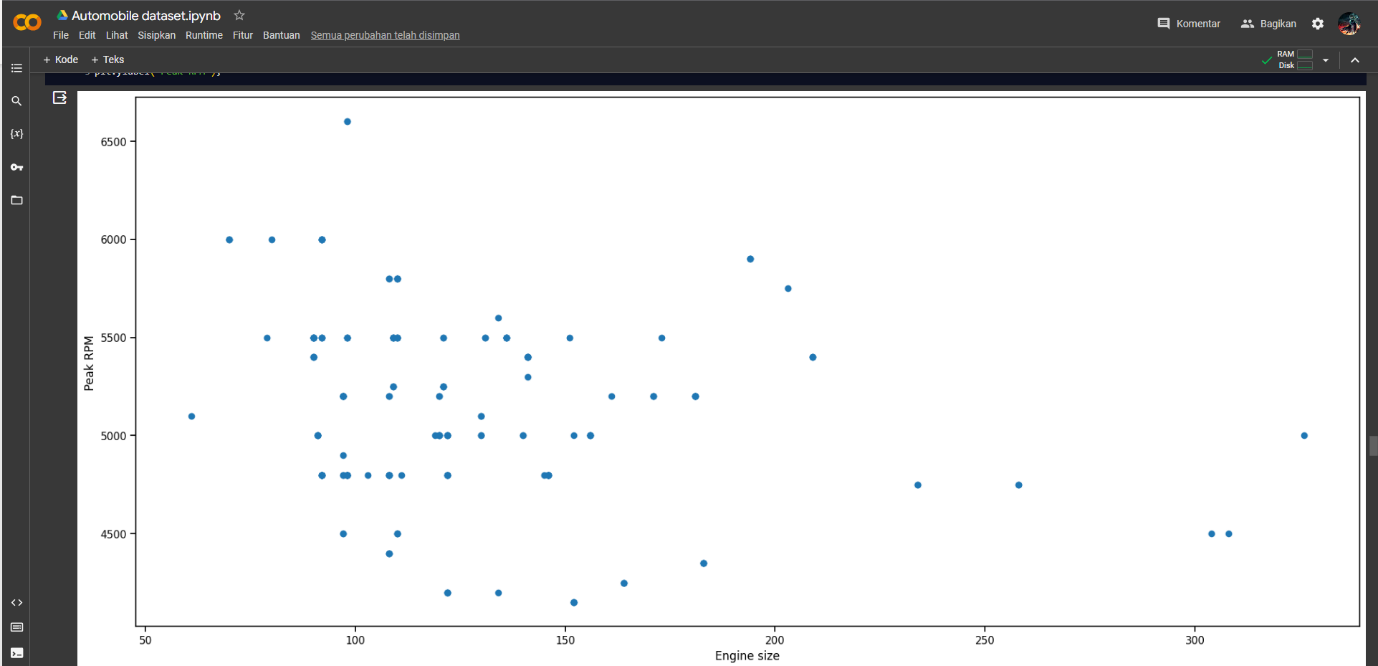 Automobile dataset.ipynb
File Edit Lihat Sisipkan Runtime Fitur Bantuan Semua perubahan telah disimpan
Komentar Bagikan
+ Kode + Teks
RAM
Disk
{x}
6500
6000
5500
5000
4500
Peak RPM
50 100 150 200 250 300
Engine size